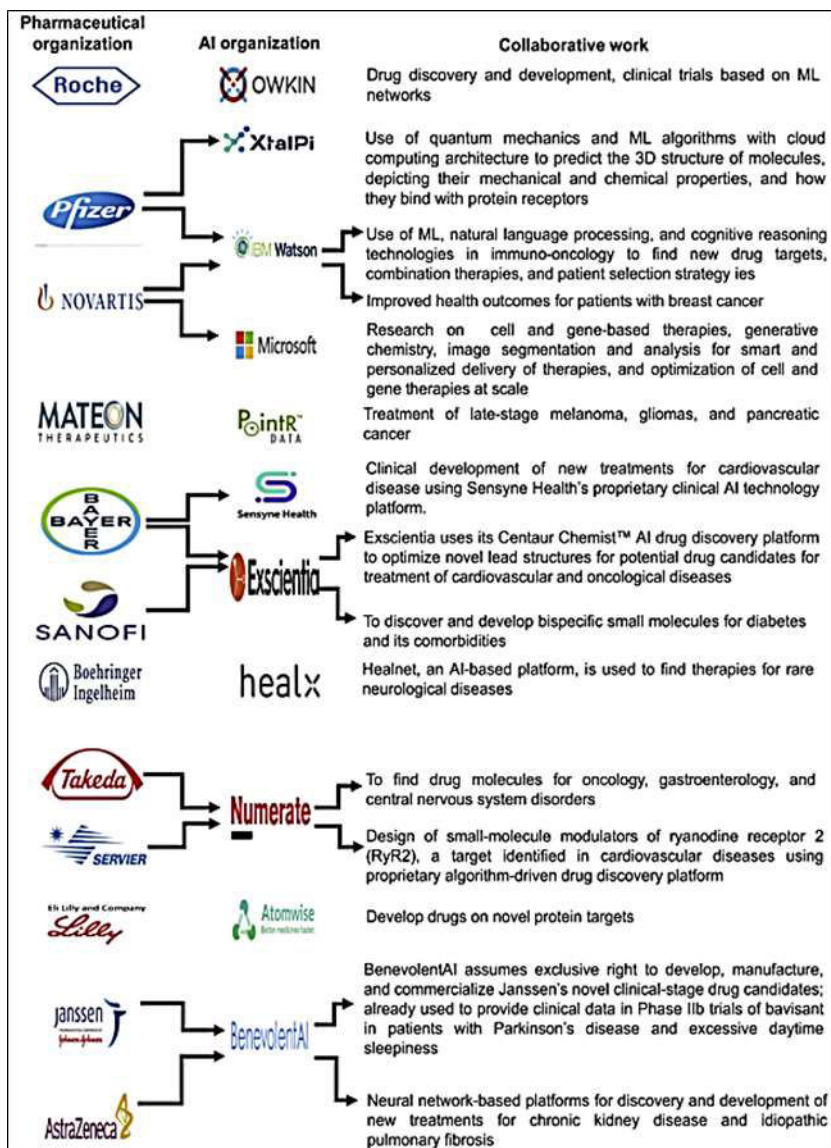 Pharmaceutical
organization
AI organization
Collaborative work
Roche
OWKIN
Drug discovery and development, clinical trials based on ML
networks
Pfizer
XtalPi
Use of quantum mechanics and ML algorithms with cloud
computing architecture to predict the 3D structure of molecules,
depicting their mechanical and chemical properties, and how
they bind with protein receptors
IBM Watson
Use of ML, natural language processing, and cognitive reasoning
technologies in immuno-oncology to find new drug targets,
combination therapies, and patient selection strategy ies
NOVARTIS
Improved health outcomes for patients with breast cancer
Microsoft
Research on cell and gene-based therapies, generative
chemistry, image segmentation and analysis for smart and
personalized delivery of therapies, and optimization of cell and
gene therapies at scale
MATEON
THERAPEUTICS
PointR™
DATA
Treatment of late-stage melanoma, gliomas, and pancreatic
cancer
BAYER
BAYER
Sensyne Health
Clinical development of new treatments for cardiovascular
disease using Sensyne Health's proprietary clinical AI technology
platform.
Exscientia
Exscientia uses its Centaur Chemist™ AI drug discovery platform
to optimize novel lead structures for potential drug candidates for
treatment of cardiovascular and oncological diseases
SANOFI
To discover and develop bispecific small molecules for diabetes
and its comorbidities
Boehringer
Ingelheim
healx
Healnet, an AI-based platform, is used to find therapies for rare
neurological diseases
Takeda
Numerate
To find drug molecules for oncology, gastroenterology, and
central nervous system disorders
SERVIER
Design of small-molecule modulators of ryanodine receptor 2
(RyR2), a target identified in cardiovascular diseases using
proprietary algorithm-driven drug discovery platform
Eli Lilly and Company
Lilly
Atomwise
Better medicines faster.
Develop drugs on novel protein targets
janssen
Johnson & Johnson
BenevolentAI
BenevolentAI assumes exclusive right to develop, manufacture,
and commercialize Janssen's novel clinical-stage drug candidates;
already used to provide clinical data in Phase IIb trials of bavisant
in patients with Parkinson's disease and excessive daytime
sleepiness
AstraZeneca
Neural network-based platforms for discovery and development of
new treatments for chronic kidney disease and idiopathic
pulmonary fibrosis